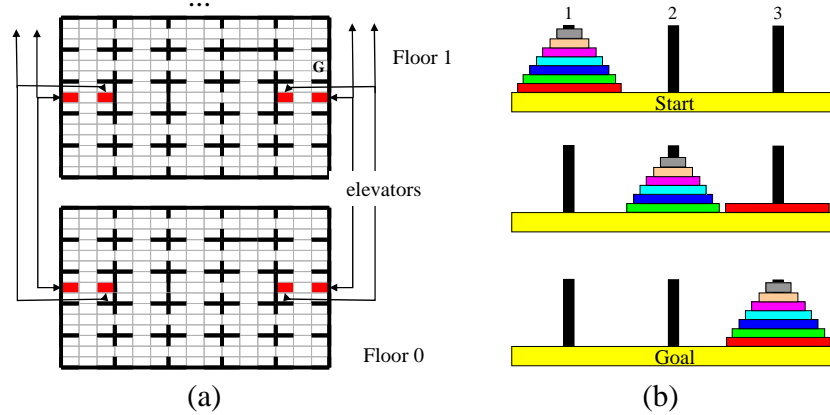 ...
Floor 1
G
elevators
Floor 0
(a)
1 2 3
Start
Goal
(b)